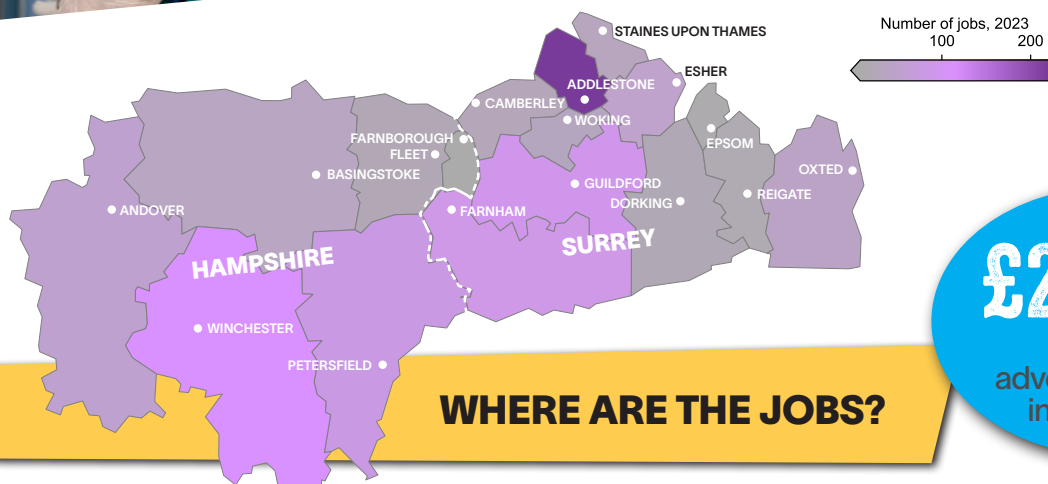 Number of jobs, 2023
100 200
STAINES UPON THAMES
ESHER
ADDLESTONE
CAMBERLEY
WOKING
FARNBOROUGH
FLEET
EPSOM
BASINGSTOKE
OXTED
GUILDFORD
REIGATE
DORKING
ANDOVER
FARNHAM
SURREY
HAMPSHIRE
WINCHESTER
PETERSFIELD
£2
WHERE ARE THE JOBS?